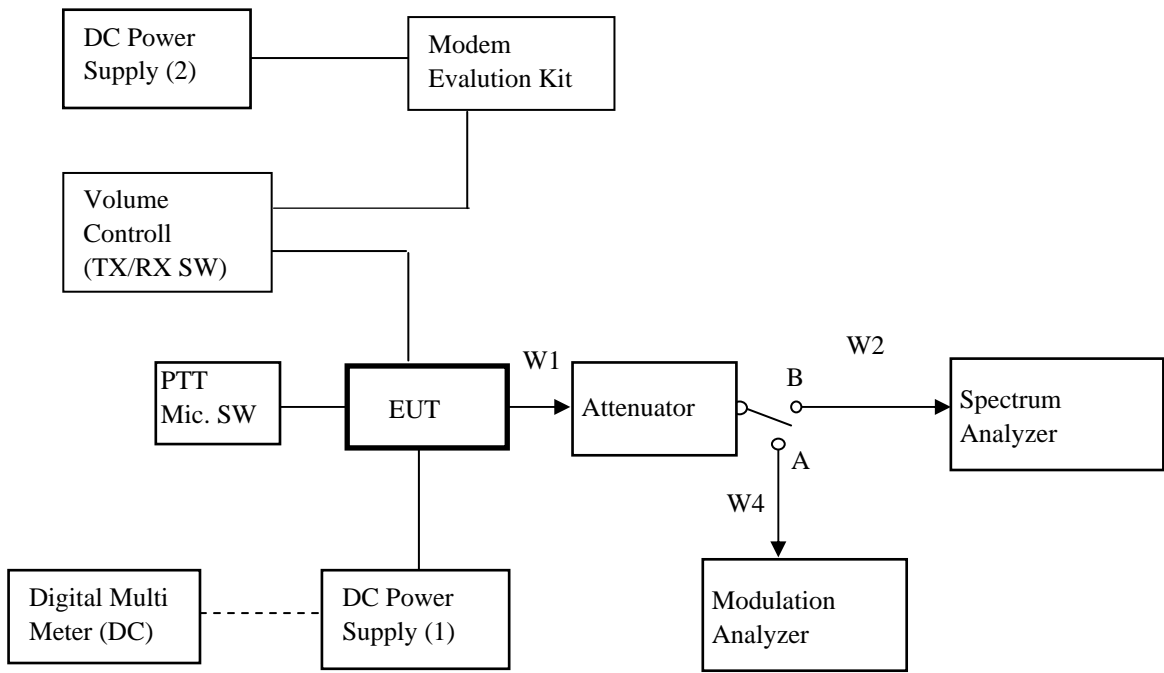 DC Power
Supply (2)
Modem
Evalution Kit
Volume
Controll
(TX/RX SW)
PTT
Mic. SW
EUT
W1
Attenuator
B
A
W2
Spectrum
Analyzer
W4
Digital Multi
Meter (DC)
DC Power
Supply (1)
Modulation
Analyzer